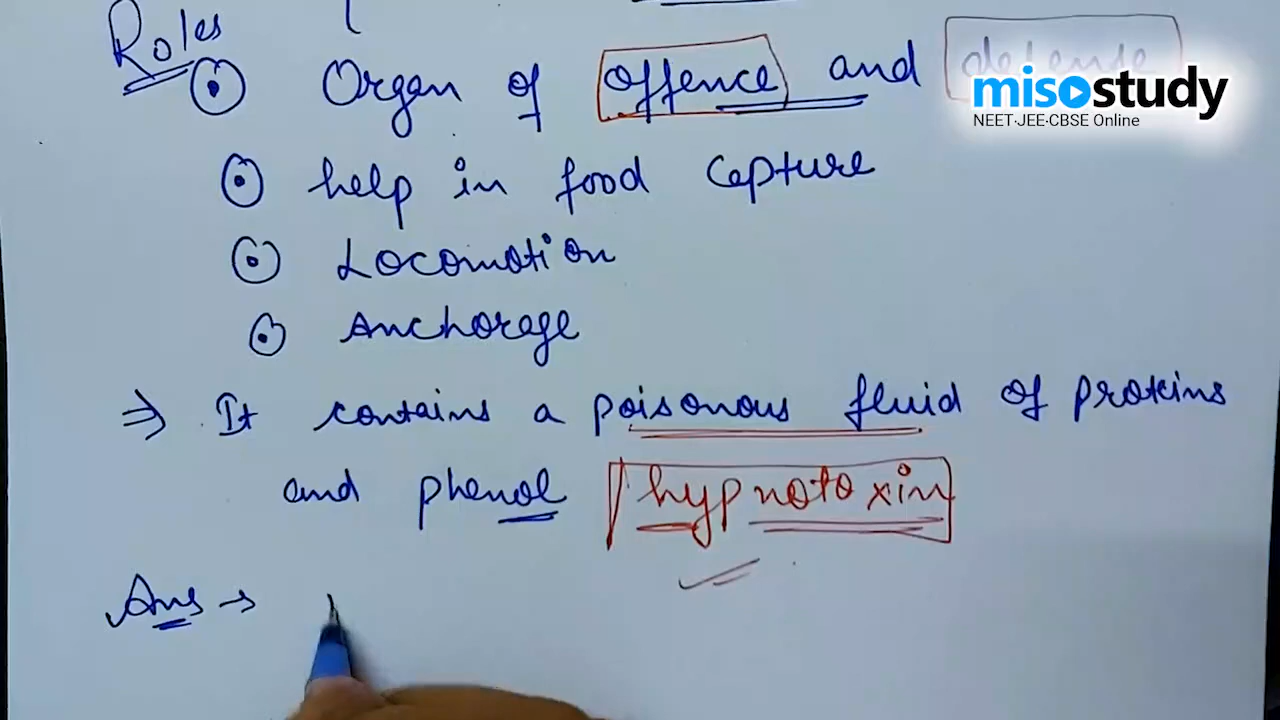 Roles
⊙ Organ of offence and defense
misostudy
NEET·JEE·CBSE Online
⊙ help in food capture
⊙ Locomotion
⊙ Anchorage
⇒ It contains a poisonous fluid of proteins
and phenol hypnotoxin
Ans →